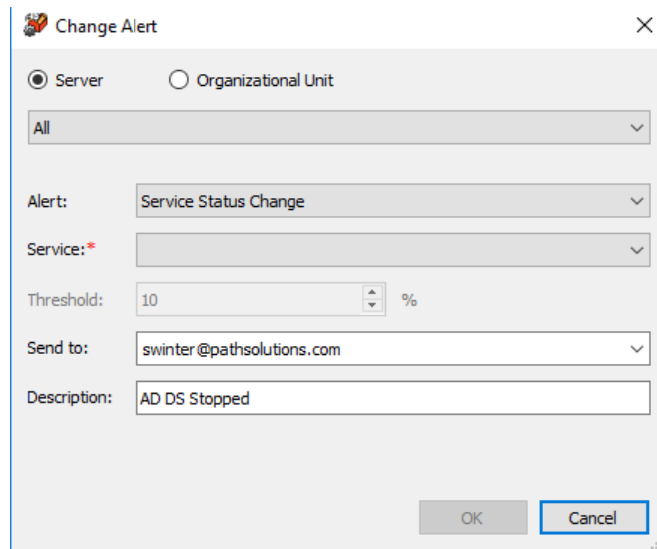 Change Alert
Server Organizational Unit
All
Alert: Service Status Change
Service:*
Threshold: 10 %
Send to: swinter@pathsolutions.com
Description: AD DS Stopped
OK Cancel